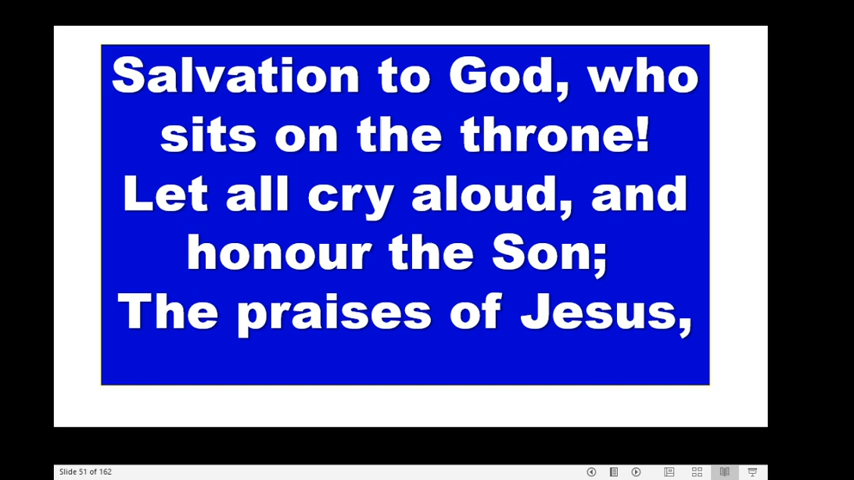 Salvation to God, who
sits on the throne!
Let all cry aloud, and
honour the Son;
The praises of Jesus,
Slide 51 of 162